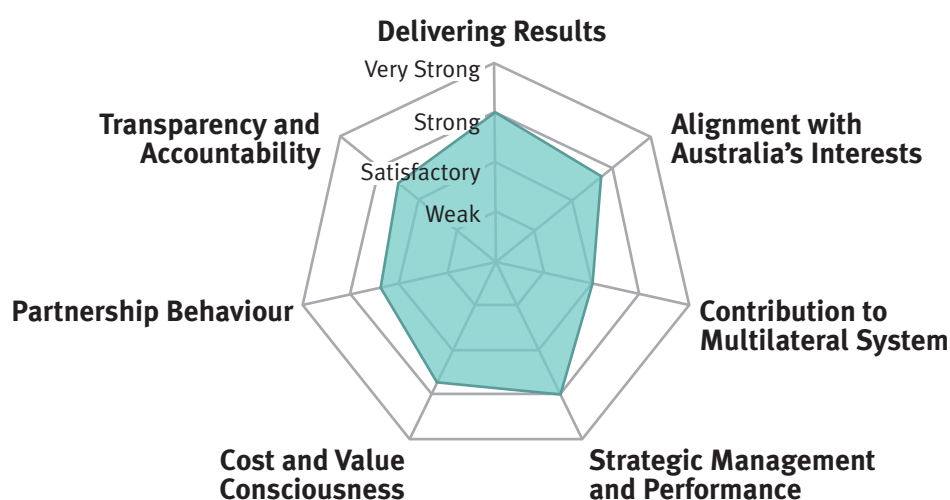 Delivering Results
Very Strong
Strong
Satisfactory
Weak
Alignment with
Australia’s Interests
Contribution to
Multilateral System
Strategic Management
and Performance
Cost and Value
Consciousness
Partnership Behaviour
Transparency and
Accountability